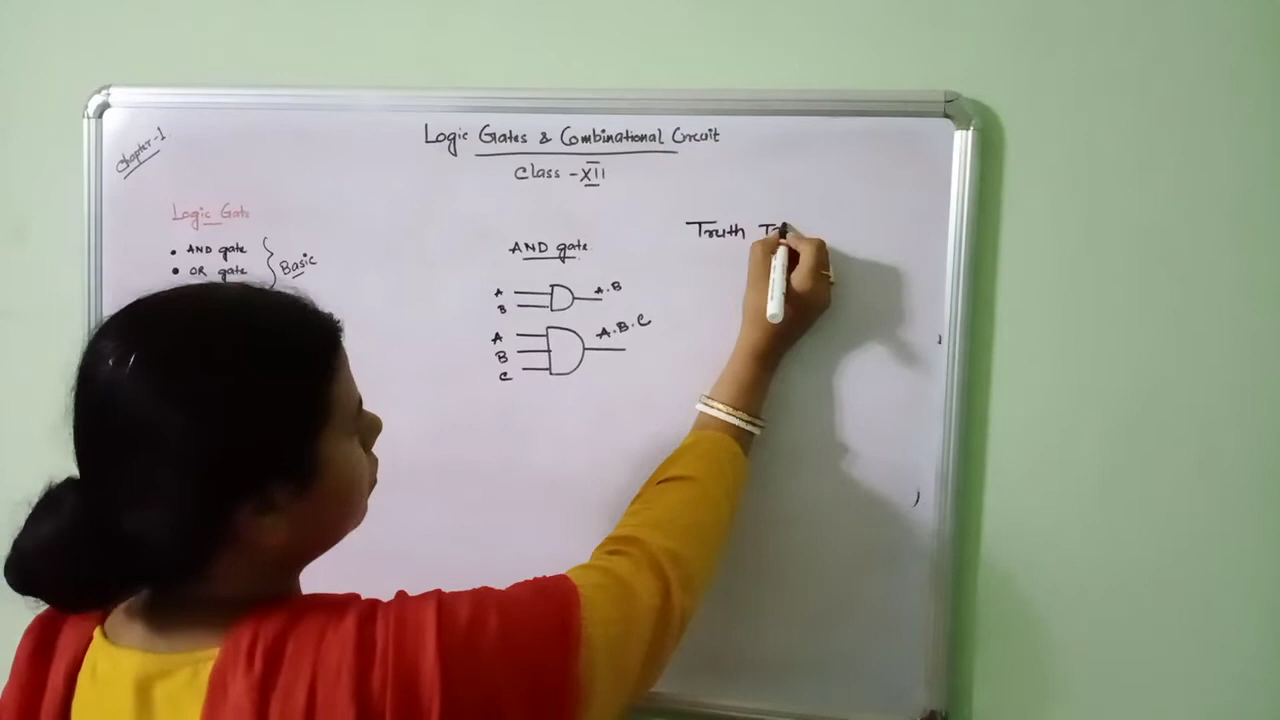 Chapter-1
Logic Gates & Combinational Circuit
Class - XII
Logic Gate
• AND gate
• OR gate
Basic
AND gate
A
B
A.B
A
B
C
A.B.C
Truth